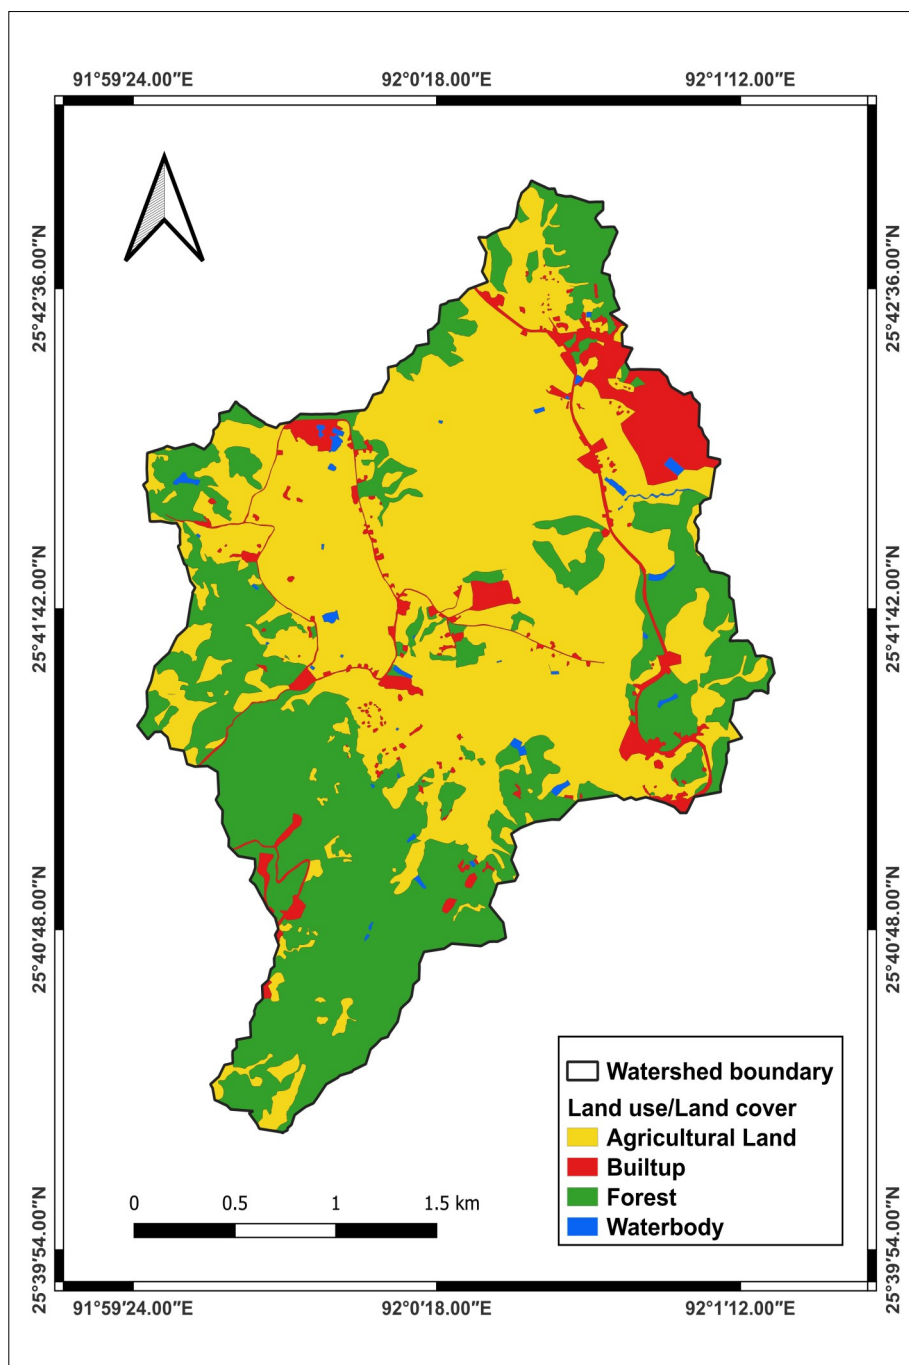 91°59'24.00"E 92°0'18.00"E 92°1'12.00"E
25°42'36.00"N 25°42'36.00"N
25°41'42.00"N 25°41'42.00"N
25°40'48.00"N 25°40'48.00"N
Watershed boundary
Land use/Land cover
Agricultural Land
Builtup
Forest
Waterbody
0 0.5 1 1.5 km
25°39'54.00"N 25°39'54.00"N
91°59'24.00"E 92°0'18.00"E 92°1'12.00"E